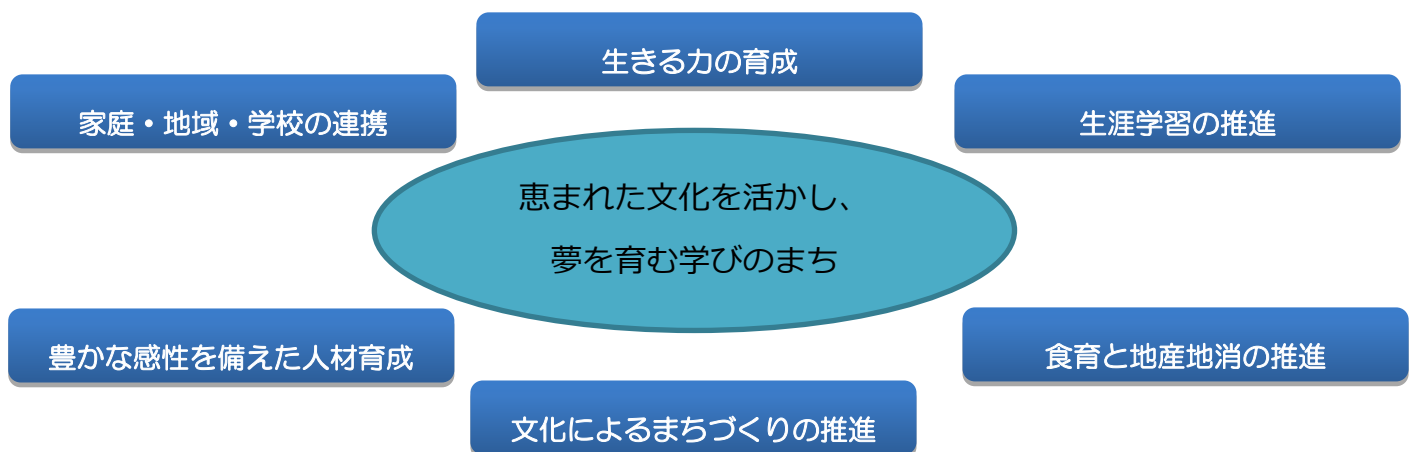 生きる力の育成
家庭・地域・学校の連携
生涯学習の推進
恵まれた文化を活かし、
夢を育む学びのまち
豊かな感性を備えた人材育成
食育と地産地消の推進
文化によるまちづくりの推進